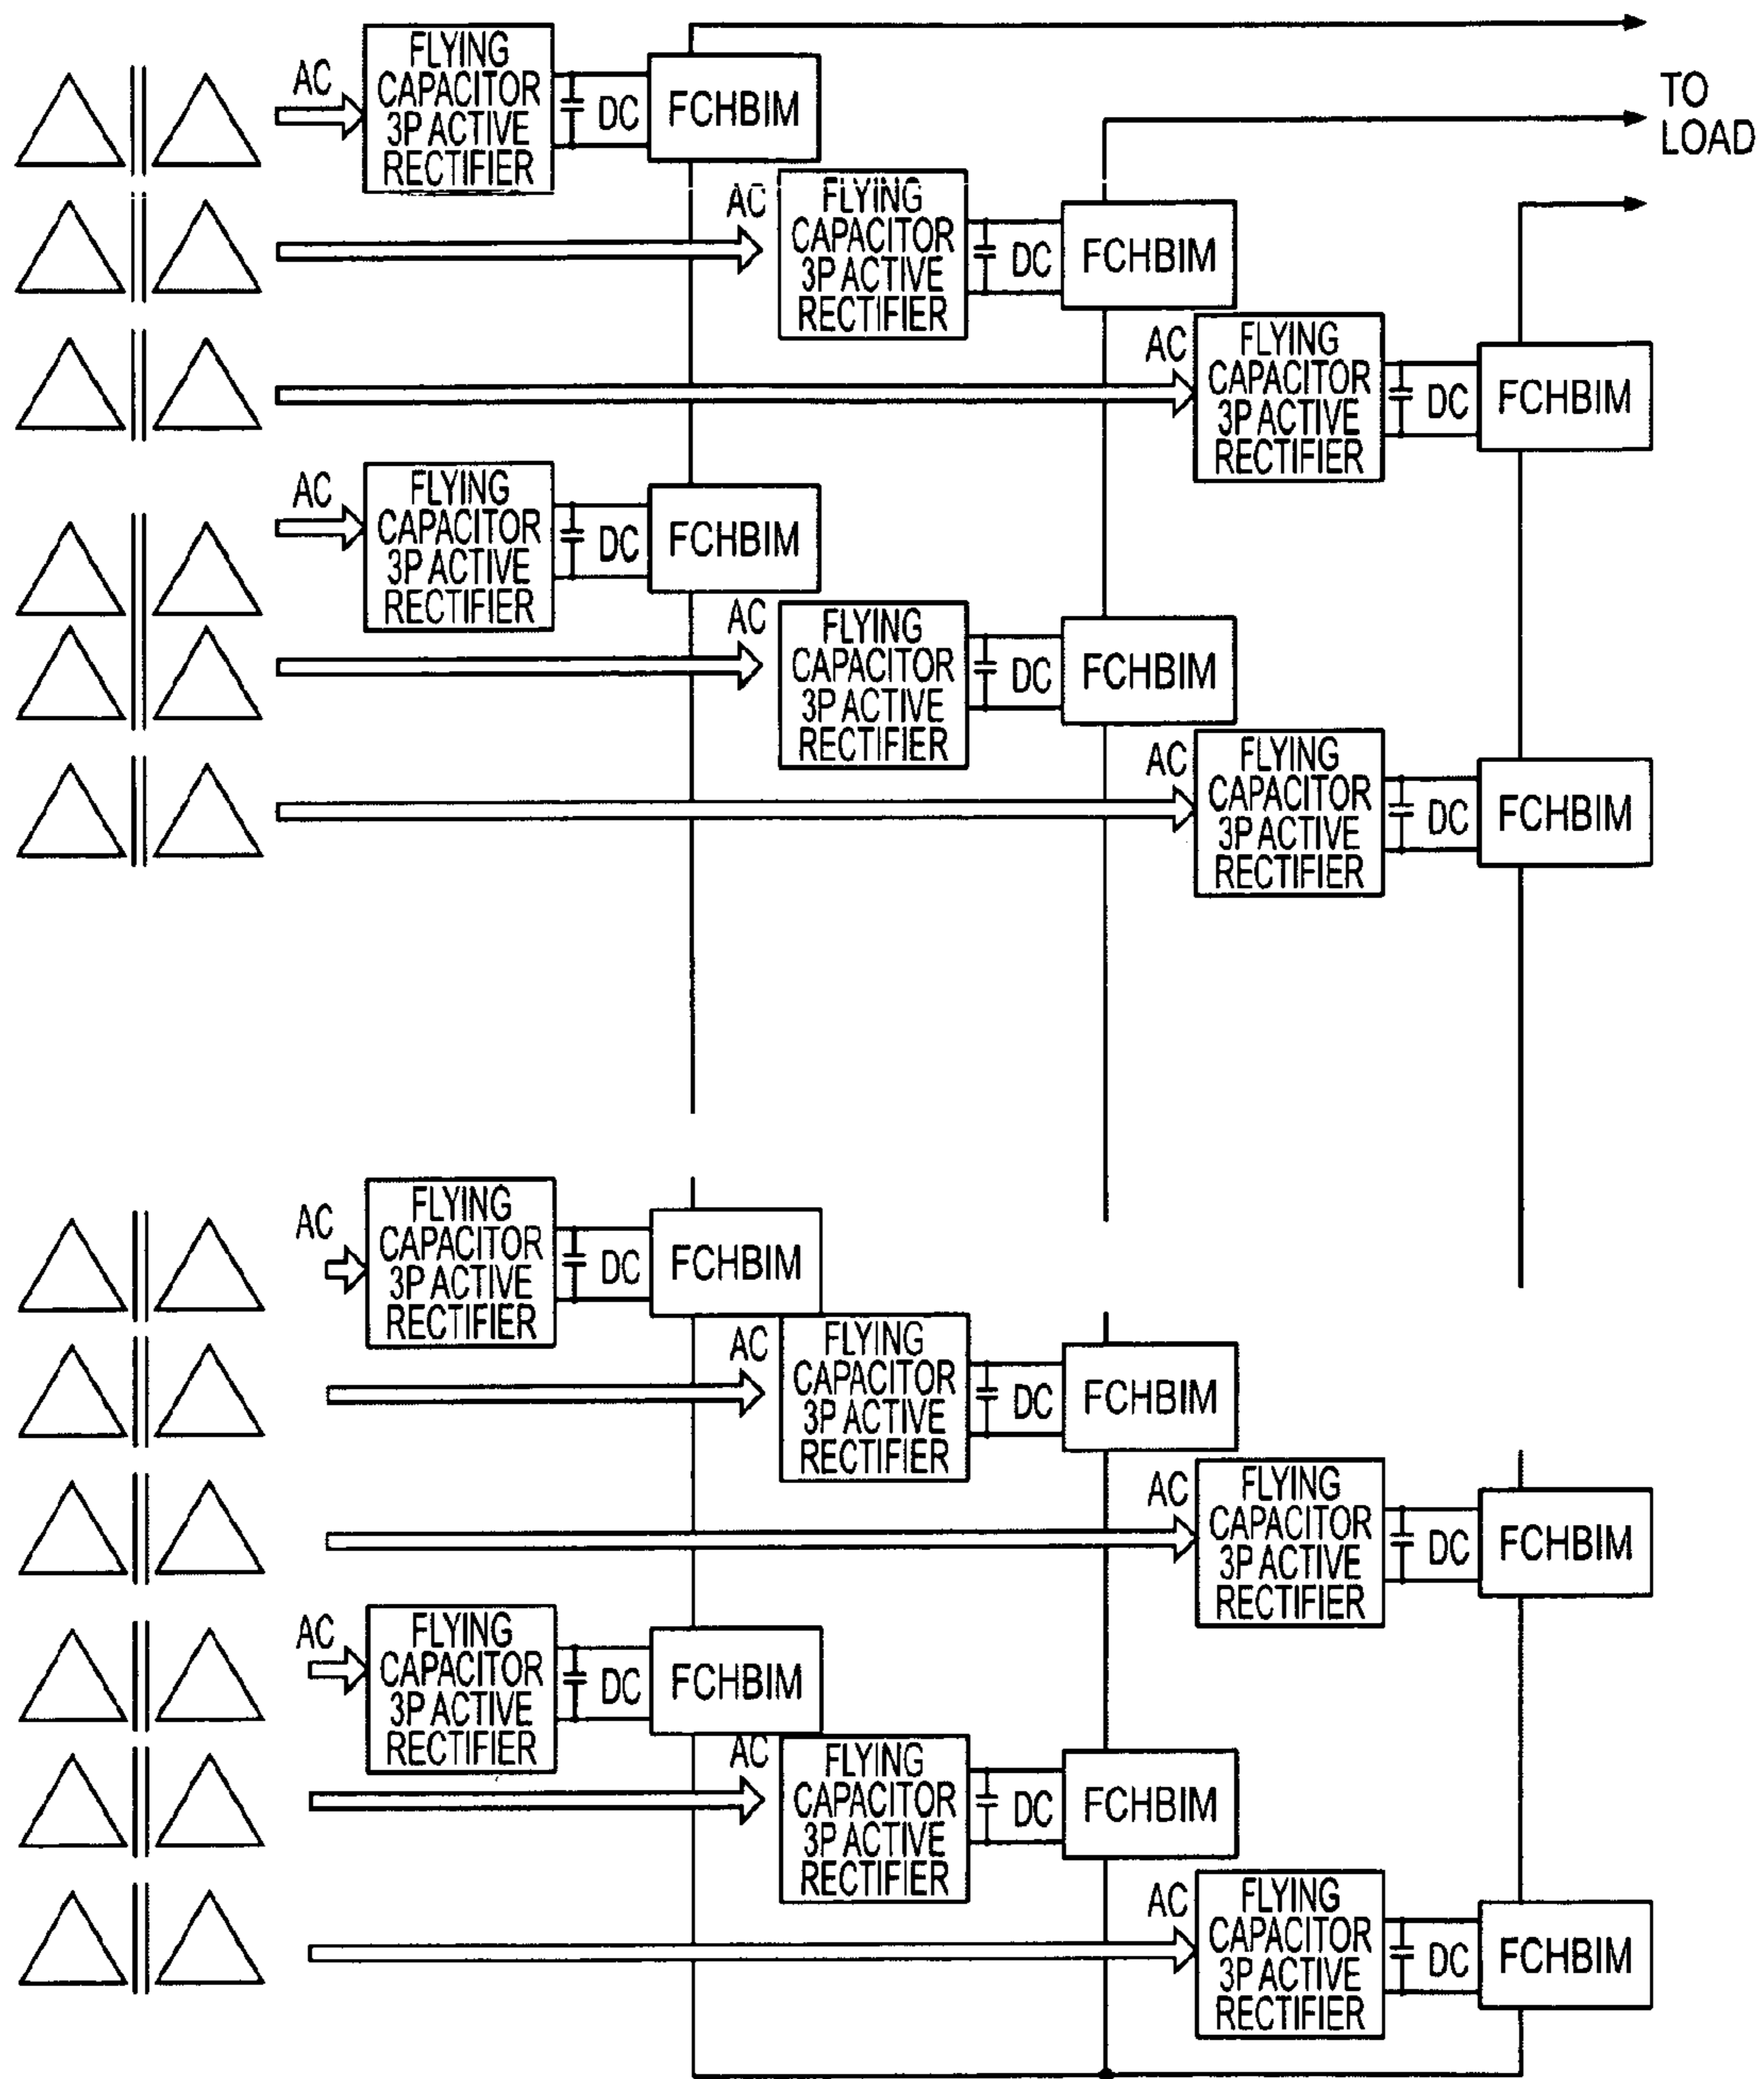 AC
FLYING
CAPACITOR
3P ACTIVE
RECTIFIER
DC
FCHBIM
TO
LOAD
AC
FLYING
CAPACITOR
3P ACTIVE
RECTIFIER
DC
FCHBIM
AC
FLYING
CAPACITOR
3P ACTIVE
RECTIFIER
DC
FCHBIM
AC
FLYING
CAPACITOR
3P ACTIVE
RECTIFIER
DC
FCHBIM
AC
FLYING
CAPACITOR
3P ACTIVE
RECTIFIER
DC
FCHBIM
AC
FLYING
CAPACITOR
3P ACTIVE
RECTIFIER
DC
FCHBIM
AC
FLYING
CAPACITOR
3P ACTIVE
RECTIFIER
DC
FCHBIM
AC
FLYING
CAPACITOR
3P ACTIVE
RECTIFIER
DC
FCHBIM
AC
FLYING
CAPACITOR
3P ACTIVE
RECTIFIER
DC
FCHBIM
AC
FLYING
CAPACITOR
3P ACTIVE
RECTIFIER
DC
FCHBIM
AC
FLYING
CAPACITOR
3P ACTIVE
RECTIFIER
DC
FCHBIM
AC
FLYING
CAPACITOR
3P ACTIVE
RECTIFIER
DC
FCHBIM